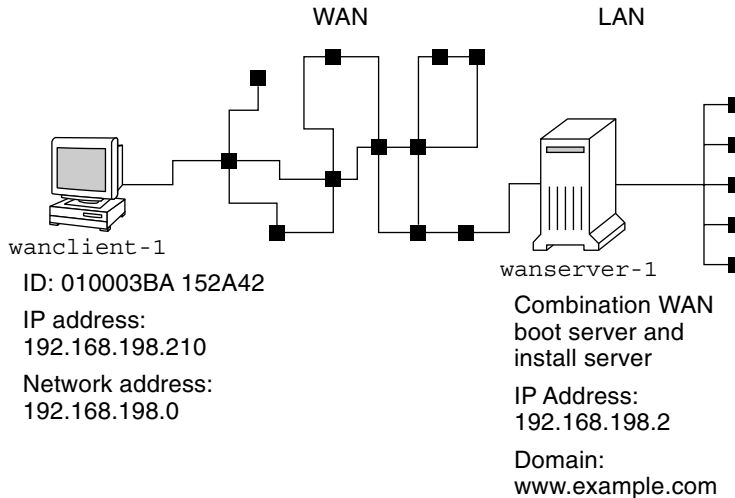 WAN
LAN
wanclient-1
ID: 010003BA 152A42
IP address:
192.168.198.210
Network address:
192.168.198.0
wanserver-1
Combination WAN
boot server and
install server
IP Address:
192.168.198.2
Domain:
www.example.com